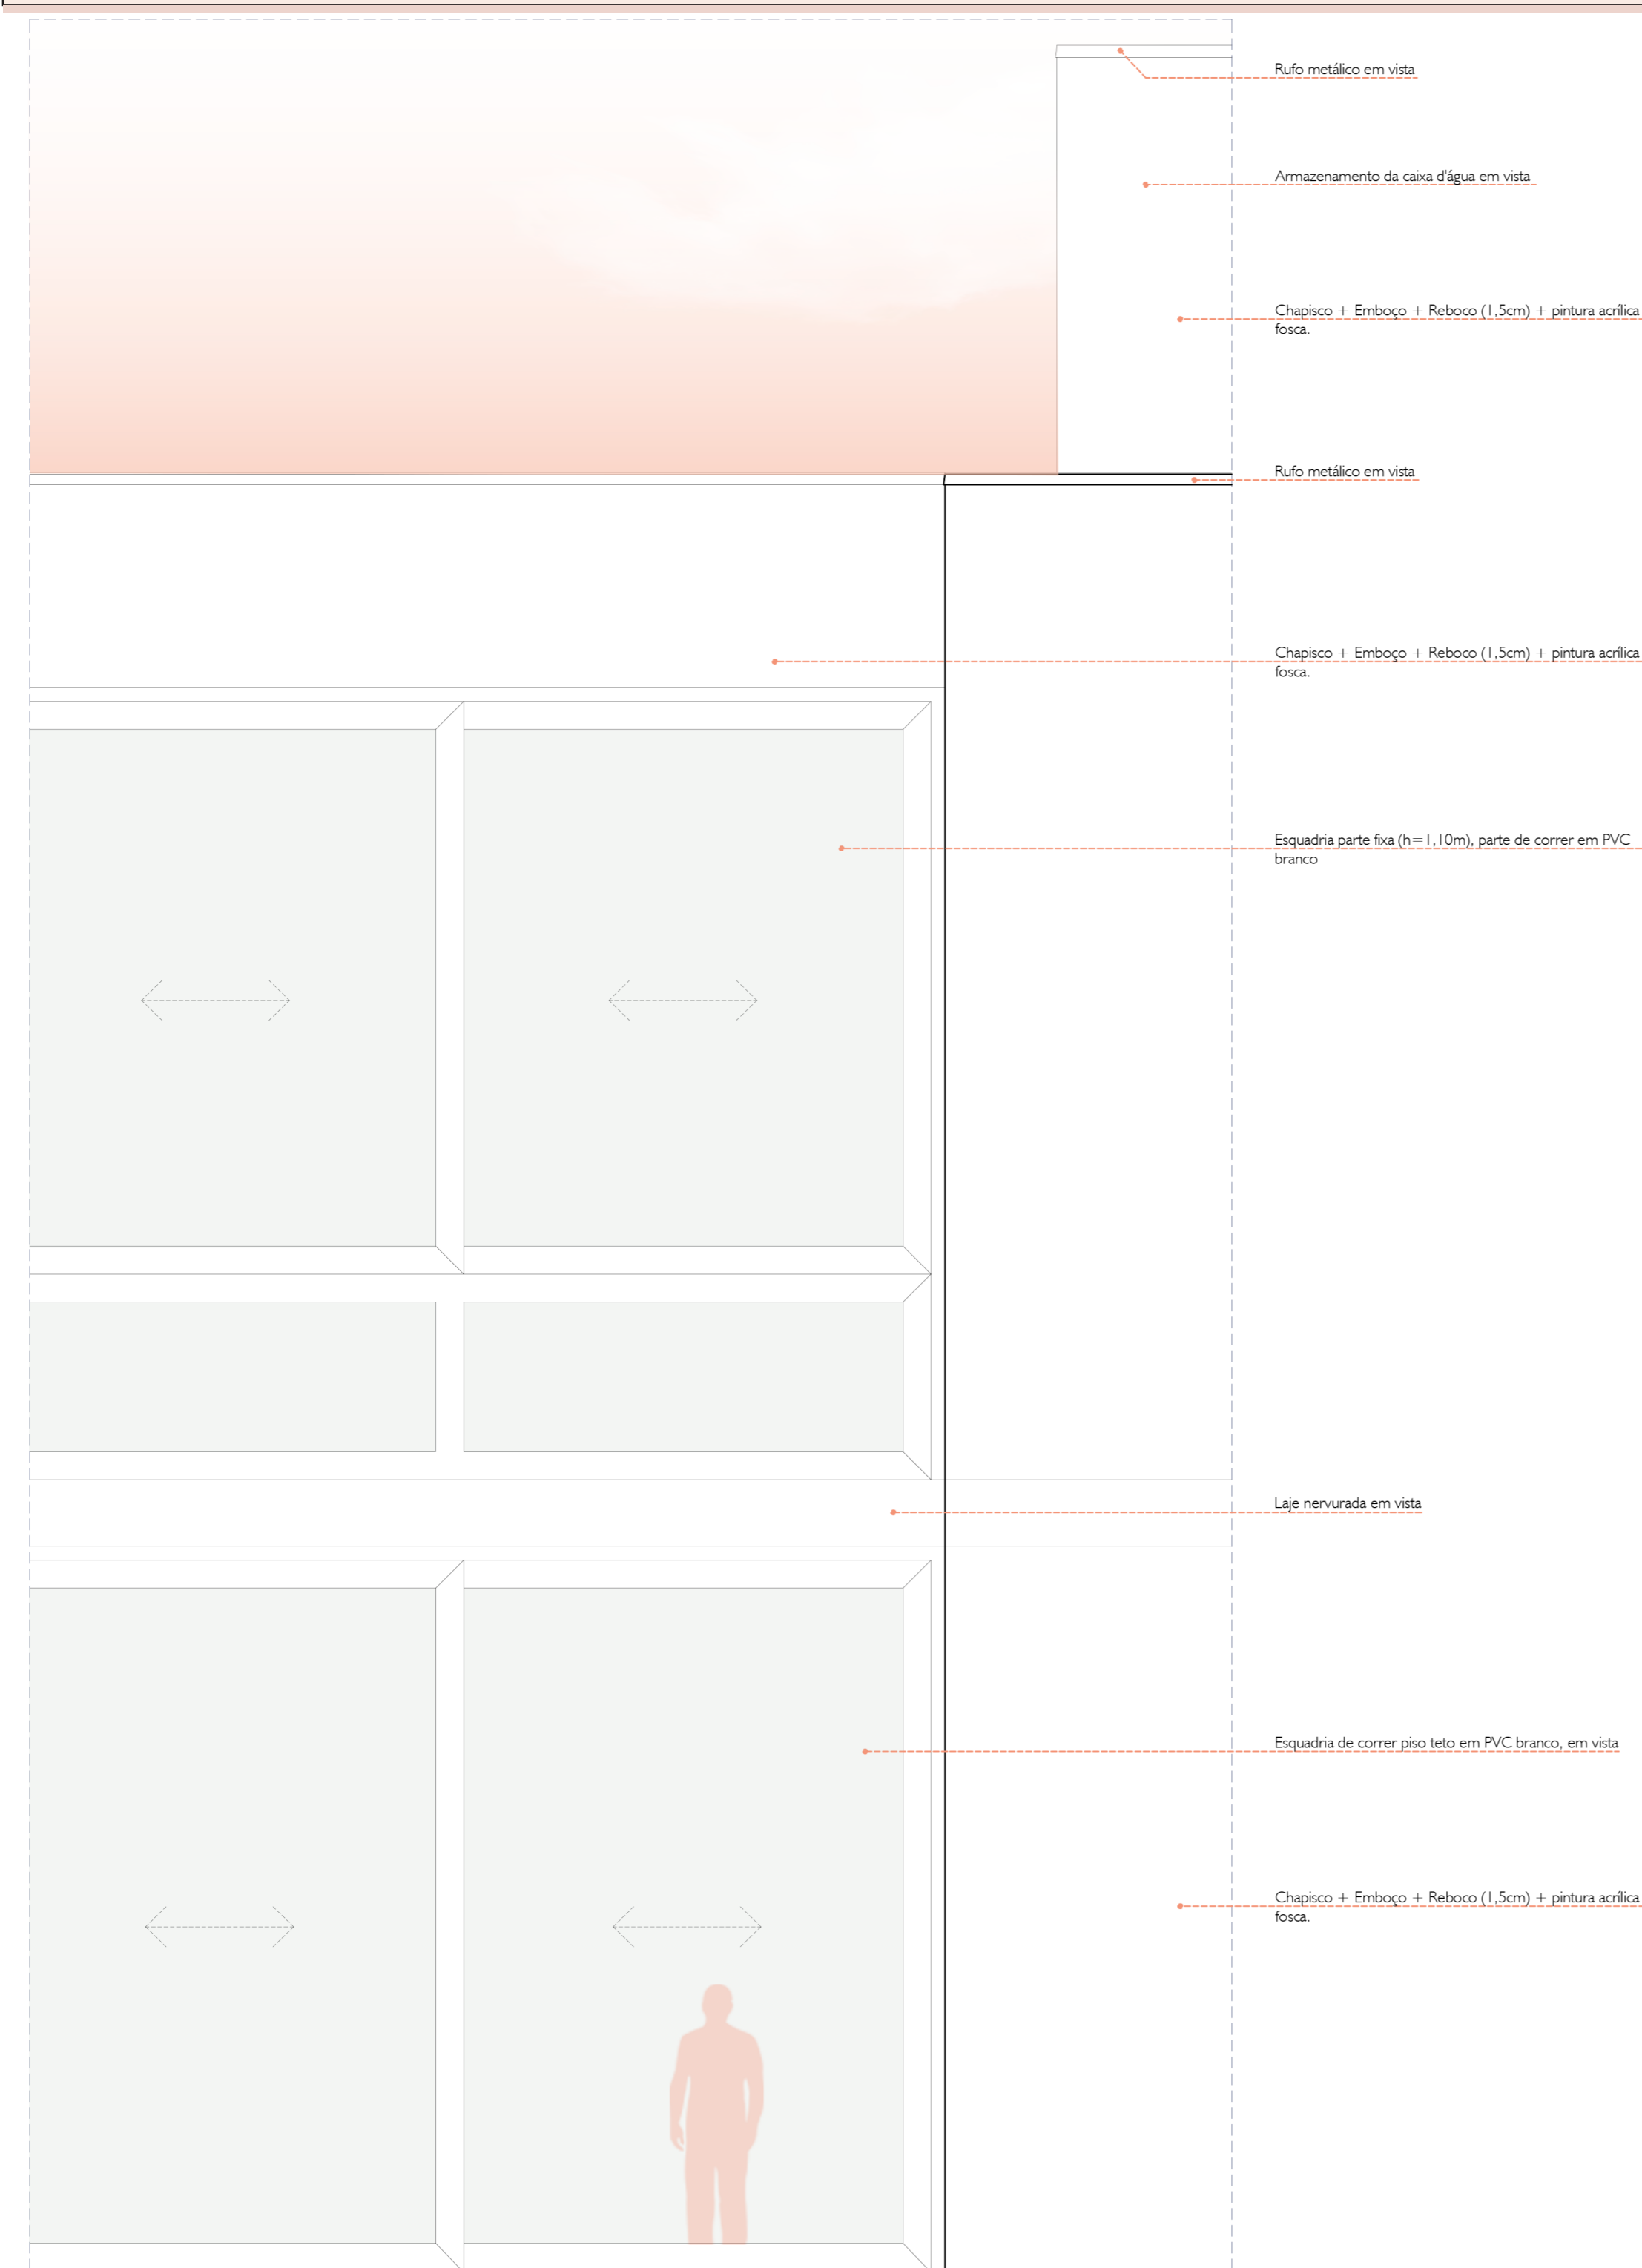 Rufo metálico em vista
Armazenamento da caixa d'água em vista
Chapisco + Emboço + Reboco (1,5cm) + pintura acrílica
fosca.
Rufo metálico em vista
Chapisco + Emboço + Reboco (1,5cm) + pintura acrílica
fosca.
Esquadria parte fixa (h=1,10m), parte de correr em PVC
branco
Laje nervurada em vista
Esquadria de correr piso teto em PVC branco, em vista
Chapisco + Emboço + Reboco (1,5cm) + pintura acrílica
fosca.